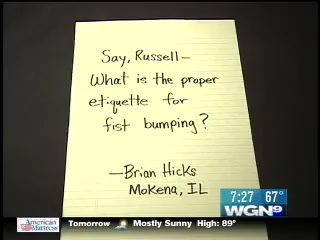 Say, Russell—
What is the proper
etiquette for
fist bumping?
—Brian Hicks
Mokena, IL
7:27 67°
WGN9
American
Mattress
Tomorrow Mostly Sunny High: 89°